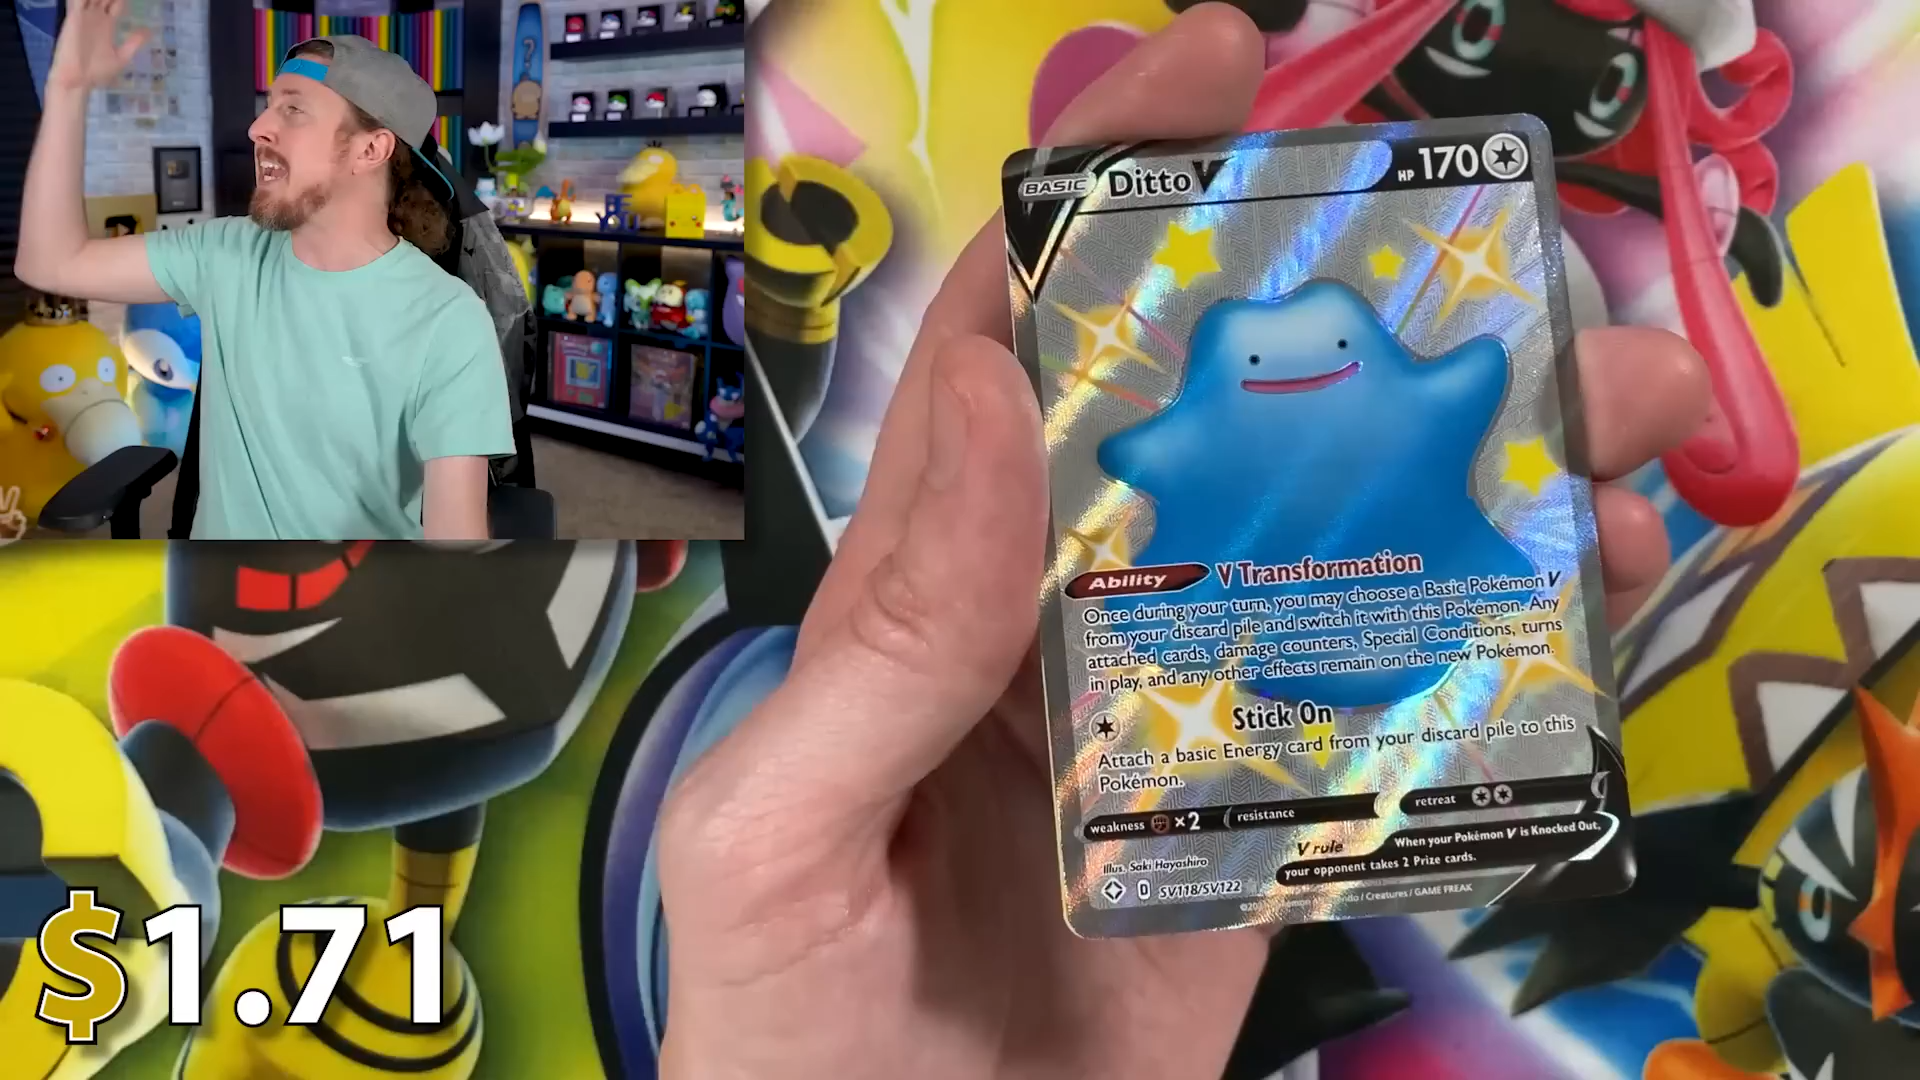 BASIC Ditto V HP 170
Ability V Transformation
Once during your turn, you may choose a Basic Pokémon V
from your discard pile and switch it with this Pokémon. Any
attached cards, damage counters, Special Conditions, turns
in play, and any other effects remain on the new Pokémon.
Stick On
Attach a basic Energy card from your discard pile to this
Pokémon.
weakness ×2 resistance retreat
V rule When your Pokémon V is Knocked Out,
your opponent takes 2 Prize cards.
Illus. Saki Hayashiro
D SV118/SV122
Pokémon / Creatures / GAME FREAK
$1.71